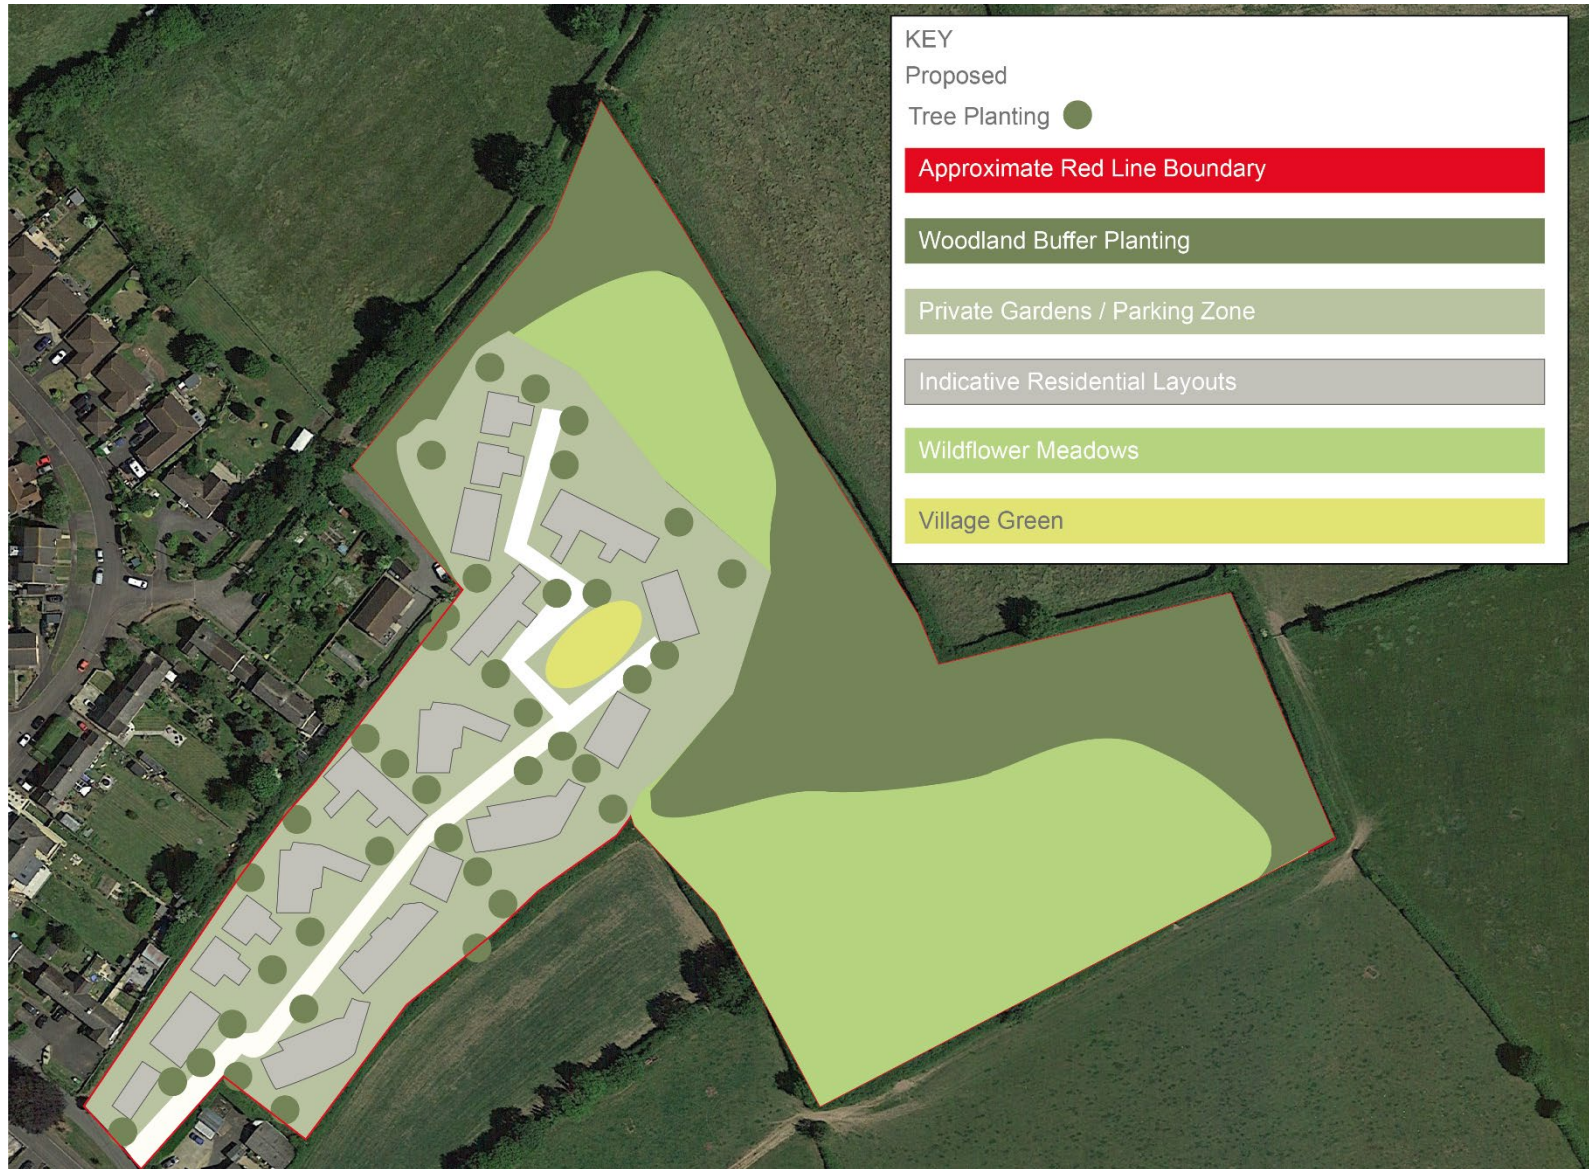 KEY
Proposed
Tree Planting
Approximate Red Line Boundary
Woodland Buffer Planting
Private Gardens / Parking Zone
Indicative Residential Layouts
Wildflower Meadows
Village Green